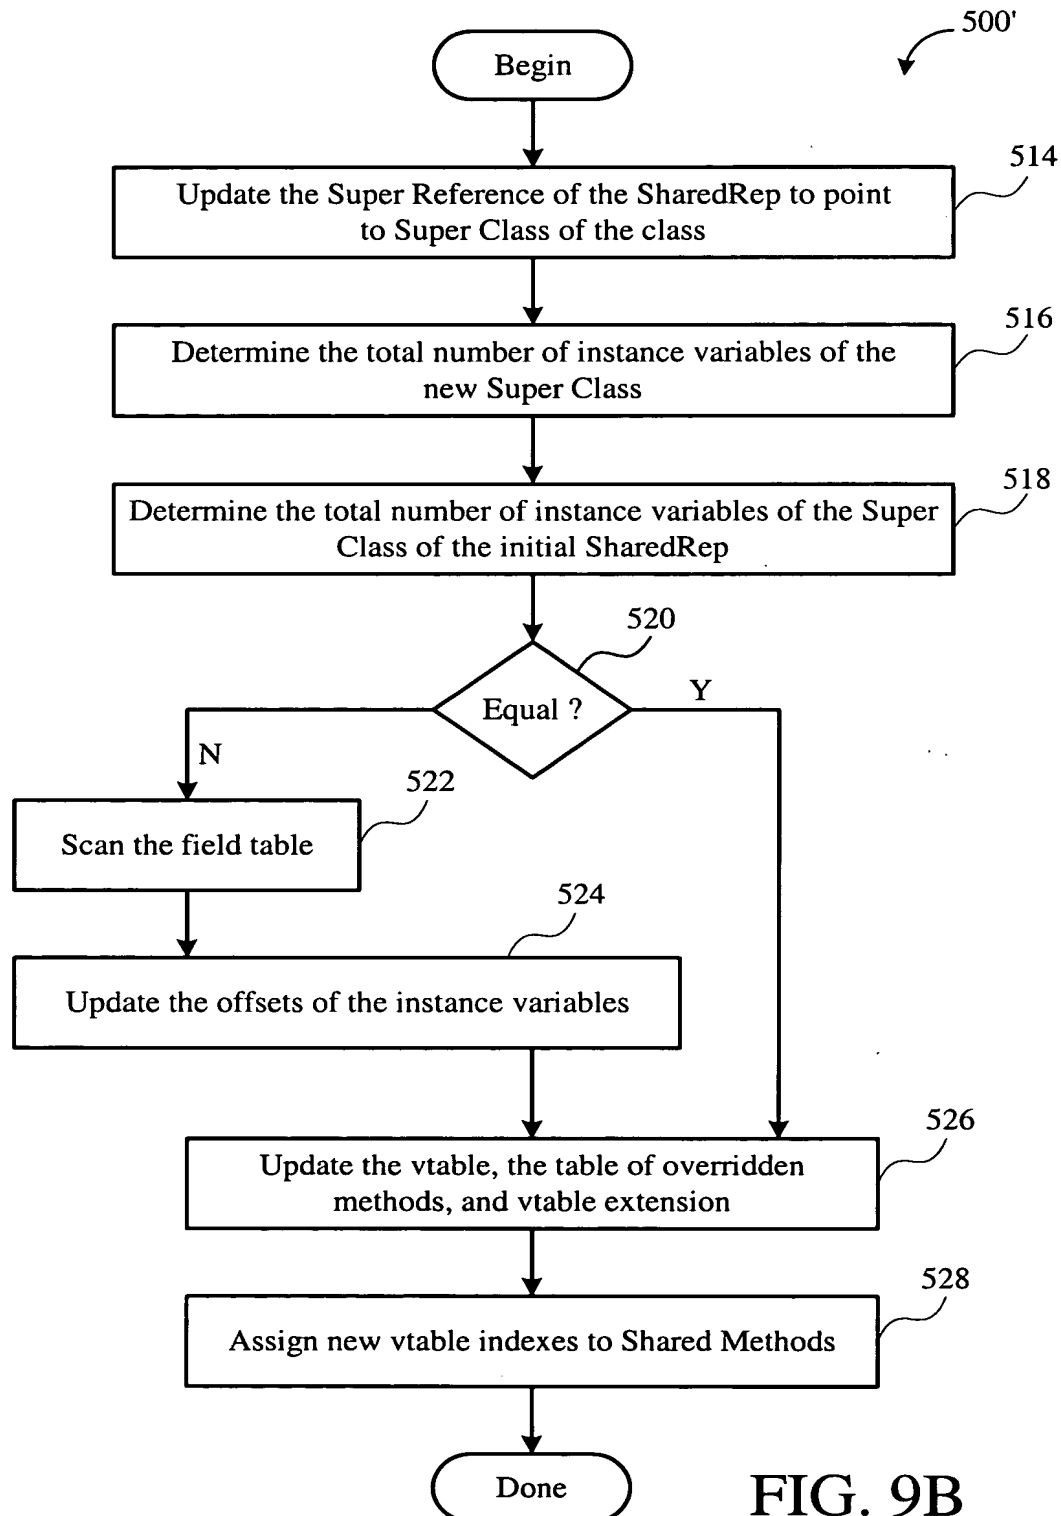 500'
Begin
514
Update the Super Reference of the SharedRep to point
to Super Class of the class
516
Determine the total number of instance variables of the
new Super Class
518
Determine the total number of instance variables of the Super
Class of the initial SharedRep
520
Equal ?
Y
N
522
Scan the field table
524
Update the offsets of the instance variables
526
Update the vtable, the table of overridden
methods, and vtable extension
528
Assign new vtable indexes to Shared Methods
Done
FIG. 9B